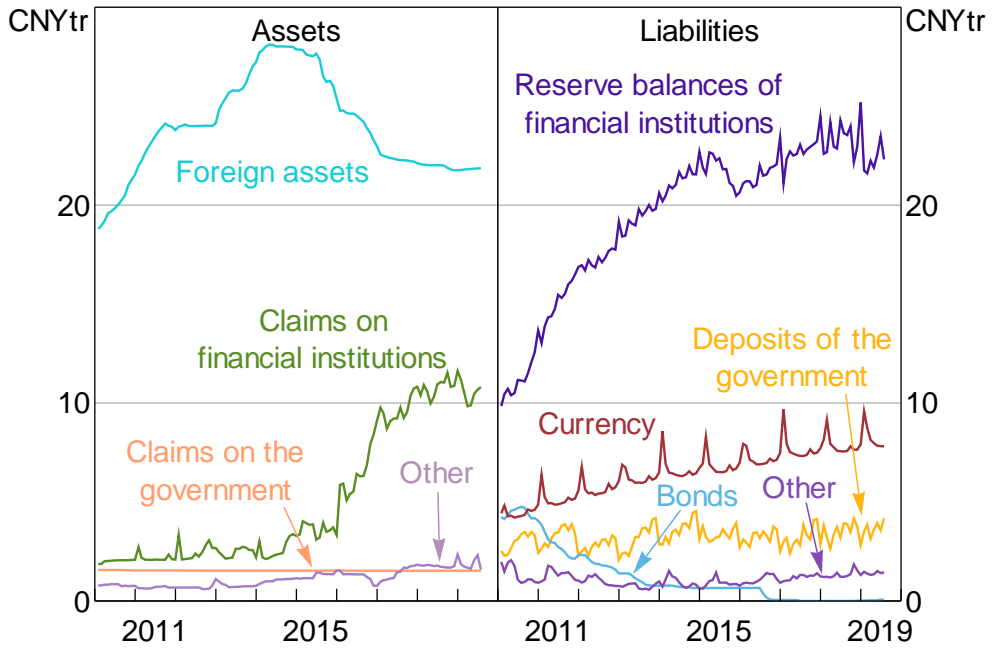 CNYtr
Assets
Liabilities
CNYtr
Reserve balances of
financial institutions
Foreign assets
20
20
Claims on
financial institutions
Deposits of the
government
10
10
Currency
Claims on the
government
Other
Bonds
Other
0
0
2011
2015
2011
2015
2019